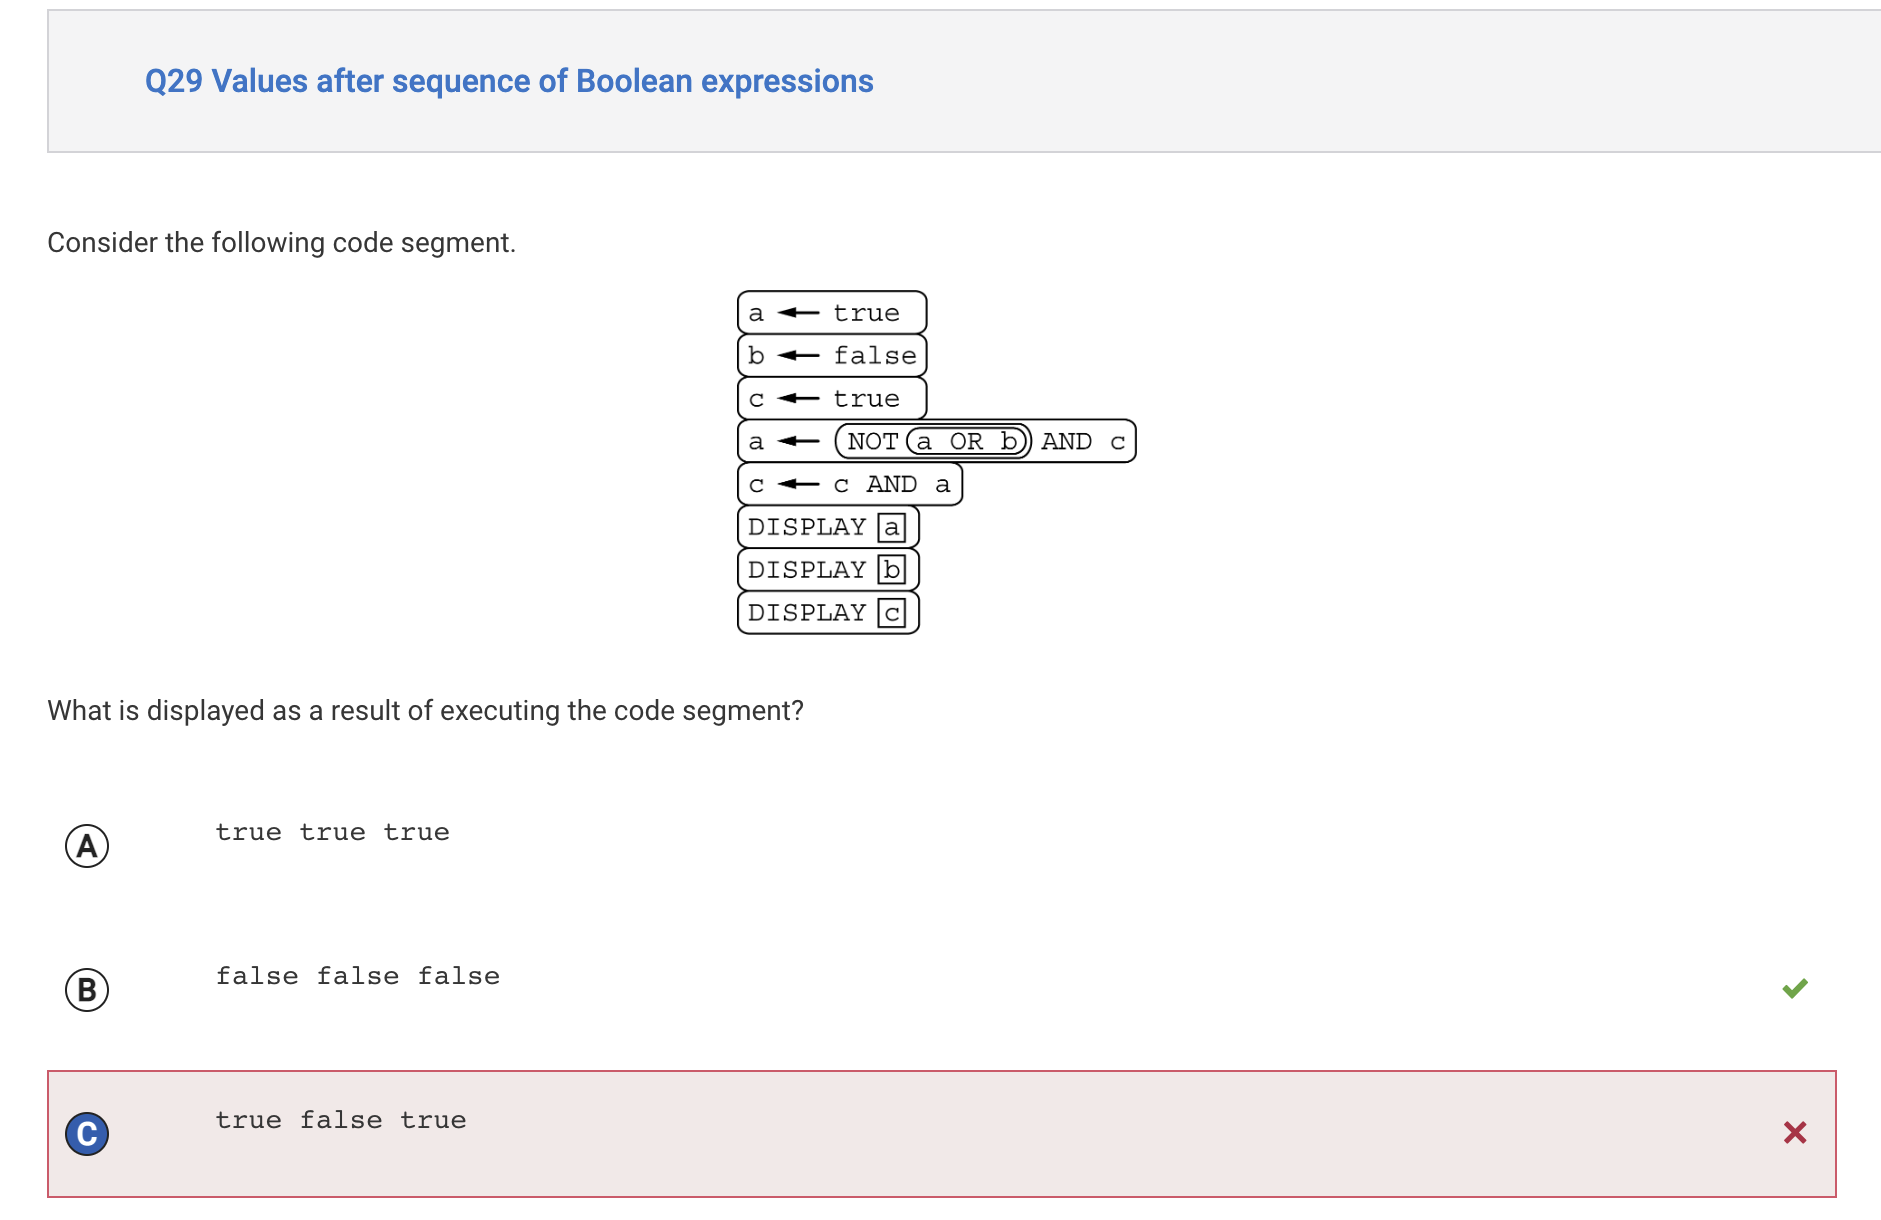 Q29 Values after sequence of Boolean expressions
Consider the following code segment.
a ← true
b ← false
c ← true
a ← NOT a OR b AND c
c ← c AND a
DISPLAY a
DISPLAY b
DISPLAY c
What is displayed as a result of executing the code segment?
A true true true
B false false false
C true false true